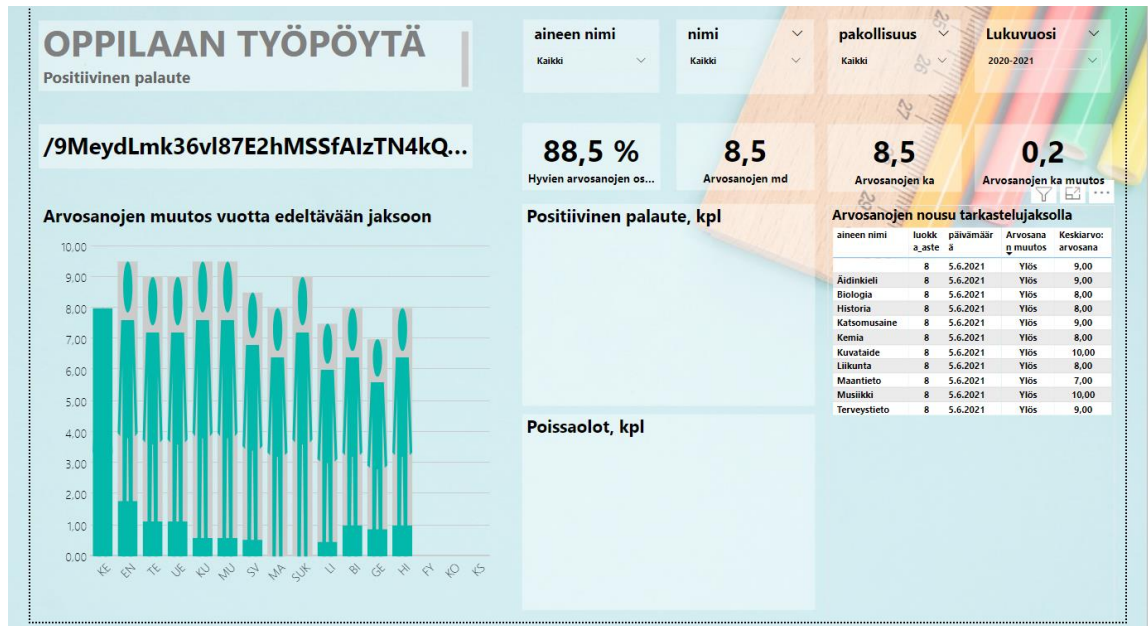 OPPILAAN TYÖPÖYTÄ
Positiivinen palaute
aineen nimi
Kaikki
nimi
Kaikki
pakollisuus
Kaikki
Lukuvuosi
2020-2021
/9MeydLmk36vl87E2hMSSfAIzTN4kQ...
88,5 %
Hyvien arvosanojen os...
8,5
Arvosanojen md
8,5
Arvosanojen ka
0,2
Arvosanojen ka muutos
Arvosanojen muutos vuotta edeltävään jaksoon
10.00
9.00
8.00
7.00
6.00
5.00
4.00
3.00
2.00
1.00
0.00
KE EN TE UE KU MU SV MA SUK LI BI GE HI FY KO KS
Positiivinen palaute, kpl
Poissaolot, kpl
Arvosanojen nousu tarkastelujaksolla
aineen nimi luokk päivämäär Arvosana Keskiarvo:
a_aste ä n muutos arvosana
8 5.6.2021 Ylös 9,00
Äidinkieli 8 5.6.2021 Ylös 9,00
Biologia 8 5.6.2021 Ylös 8,00
Historia 8 5.6.2021 Ylös 8,00
Katsomusaine 8 5.6.2021 Ylös 9,00
Kemia 8 5.6.2021 Ylös 8,00
Kuvataide 8 5.6.2021 Ylös 10,00
Liikunta 8 5.6.2021 Ylös 8,00
Maantieto 8 5.6.2021 Ylös 7,00
Musiikki 8 5.6.2021 Ylös 10,00
Terveystieto 8 5.6.2021 Ylös 9,00